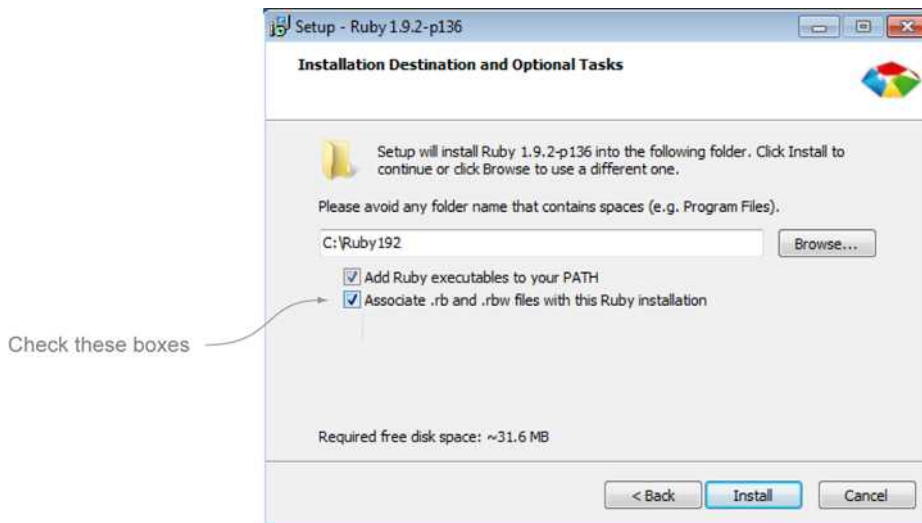 Setup - Ruby 1.9.2-p136
Installation Destination and Optional Tasks
Setup will install Ruby 1.9.2-p136 into the following folder. Click Install to
continue or click Browse to use a different one.
Please avoid any folder name that contains spaces (e.g. Program Files).
C:\Ruby192
Browse...
Add Ruby executables to your PATH
Associate .rb and .rbw files with this Ruby installation
Check these boxes
Required free disk space: ~31.6 MB
< Back
Install
Cancel